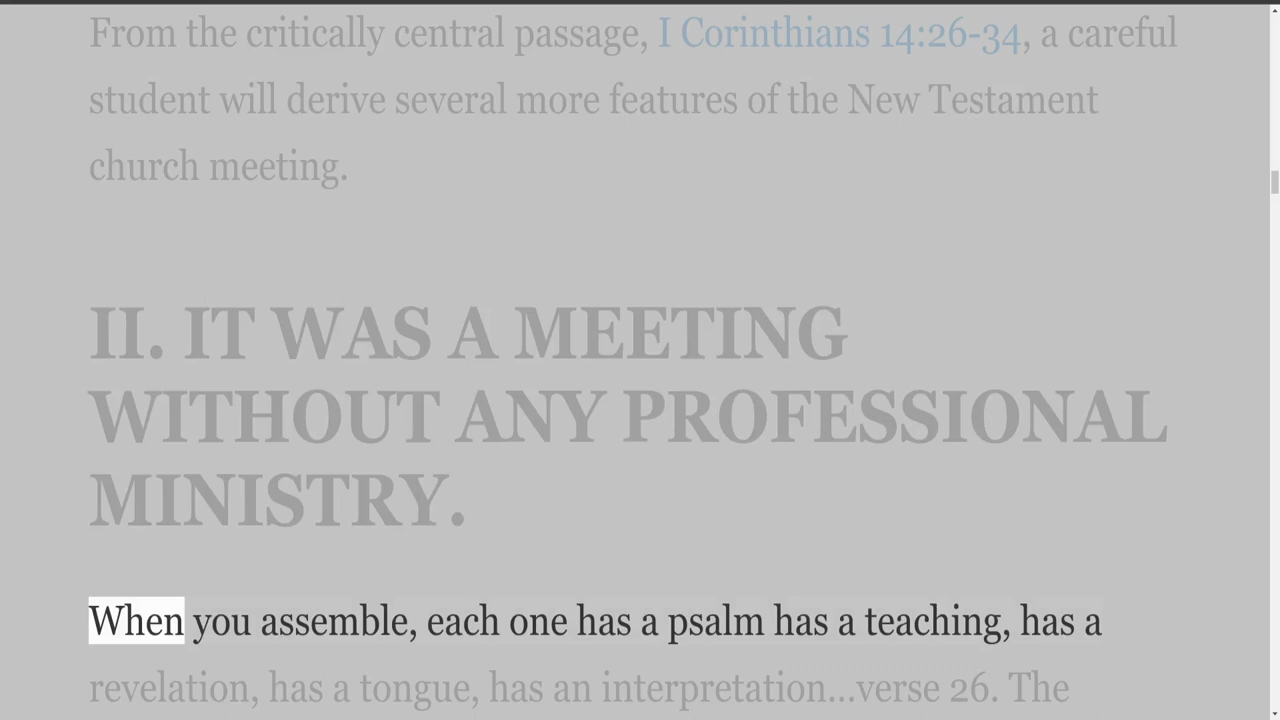 From the critically central passage, I Corinthians 14:26-34, a careful
student will derive several more features of the New Testament
church meeting.
II. IT WAS A MEETING
WITHOUT ANY PROFESSIONAL
MINISTRY.
When you assemble, each one has a psalm has a teaching, has a
revelation, has a tongue, has an interpretation...verse 26. The